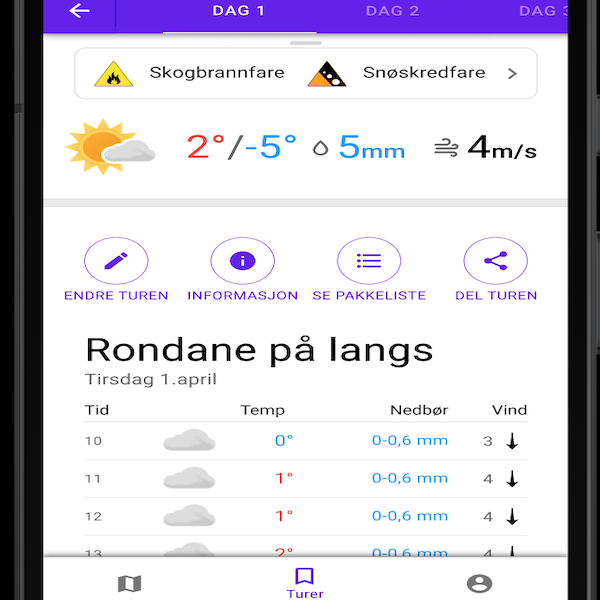 DAG 1 DAG 2 DAG 3
Skogbrannfare Snøskredfare
2°/-5° 5mm 4m/s
ENDRE TUREN INFORMASJON SE PAKKELISTE DEL TUREN
Rondane på langs
Tirsdag 1.april
Tid Temp Nedbør Vind
10 0° 0-0,6 mm 3
11 1° 0-0,6 mm 4
12 1° 0-0,6 mm 4
13 2° 0-0,6 mm 4
Turer